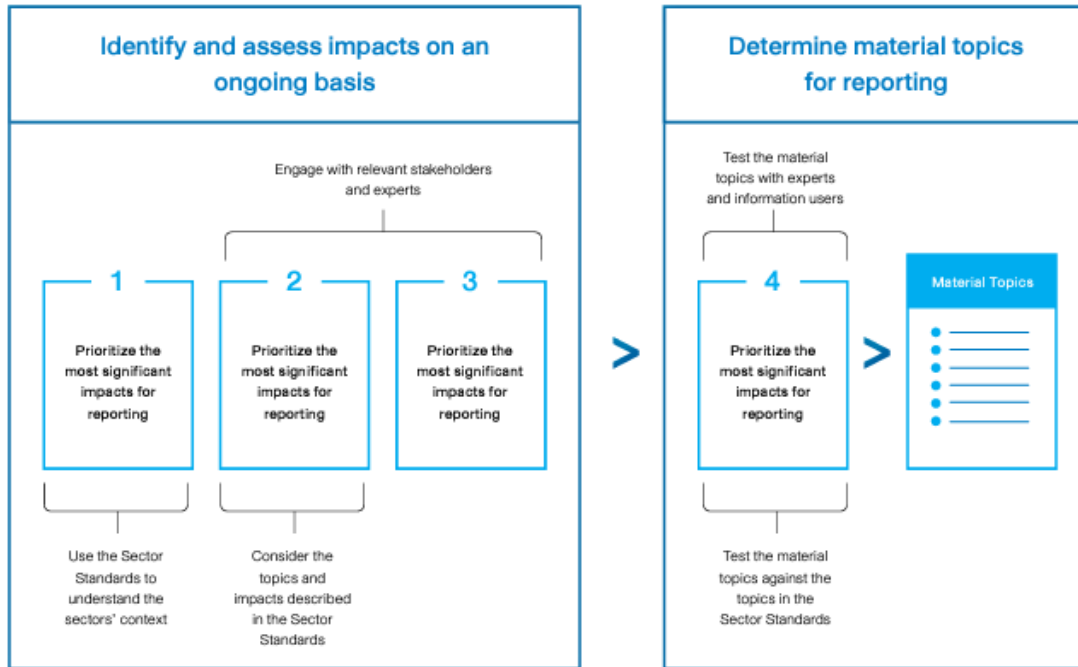 Identify and assess impacts on an
ongoing basis
Engage with relevant stakeholders
and experts
1
Prioritize the
most significant
impacts for
reporting
2
Prioritize the
most significant
impacts for
reporting
3
Prioritize the
most significant
impacts for
reporting
Use the Sector
Standards to
understand the
sectors' context
Consider the
topics and
impacts described
in the Sector
Standards
>
Determine material topics
for reporting
Test the material
topics with experts
and information users
4
Prioritize the
most significant
impacts for
reporting
Test the material
topics against the
topics in the
Sector Standards
>
Material Topics